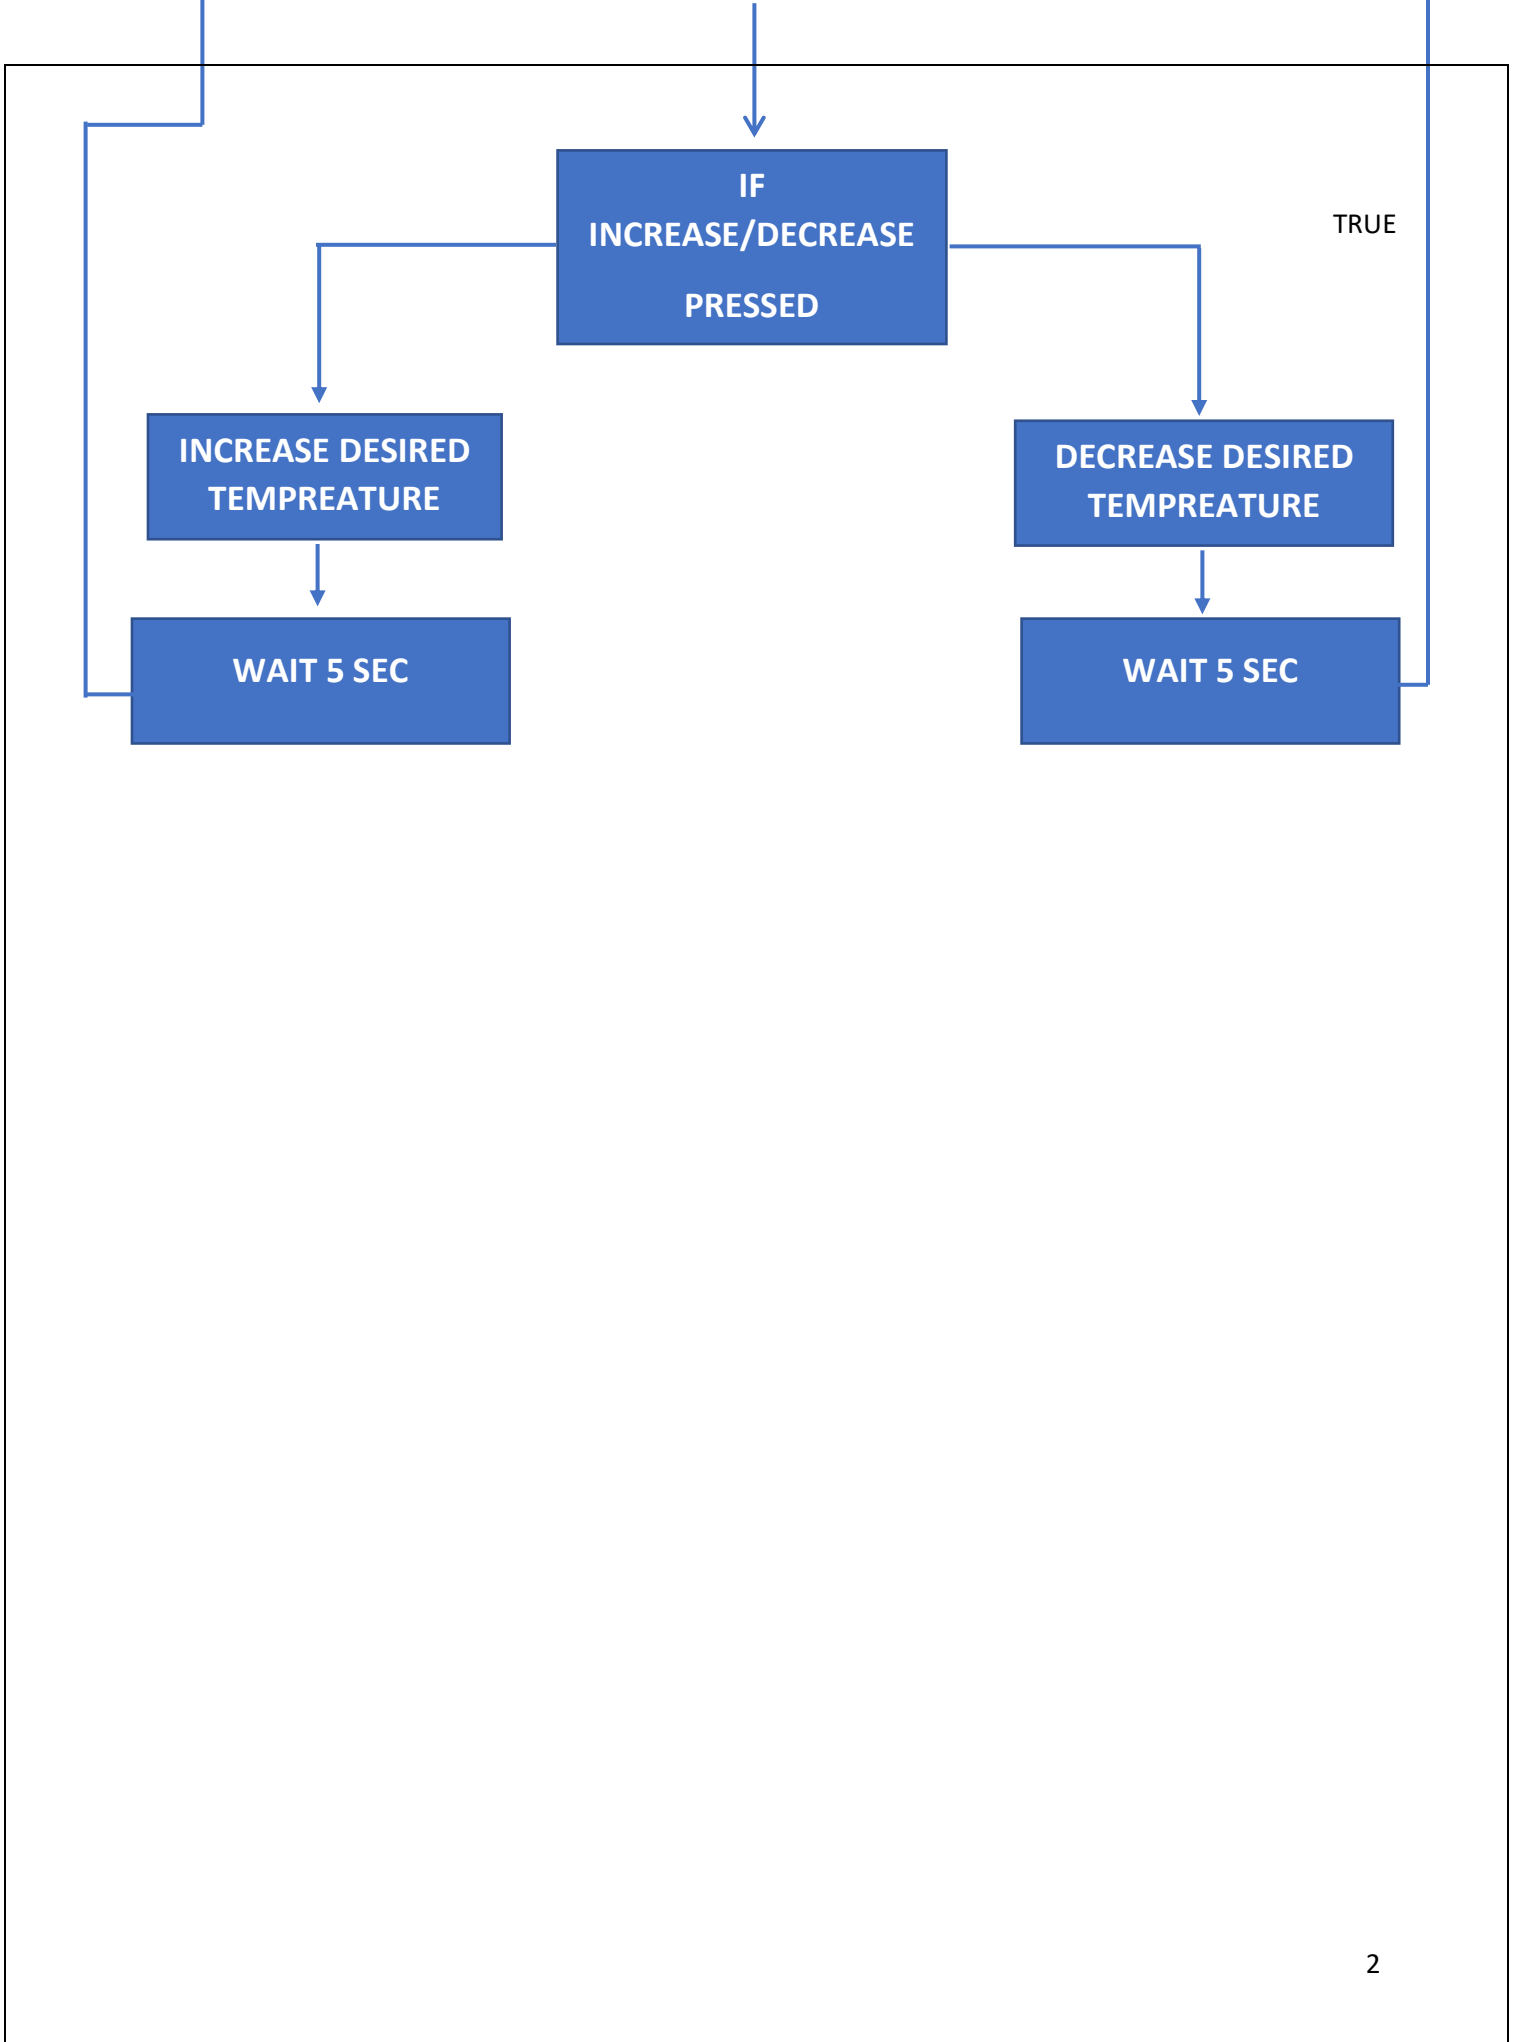 IF
INCREASE/DECREASE
PRESSED
TRUE
INCREASE DESIRED
TEMPREATURE
DECREASE DESIRED
TEMPREATURE
WAIT 5 SEC
WAIT 5 SEC
2